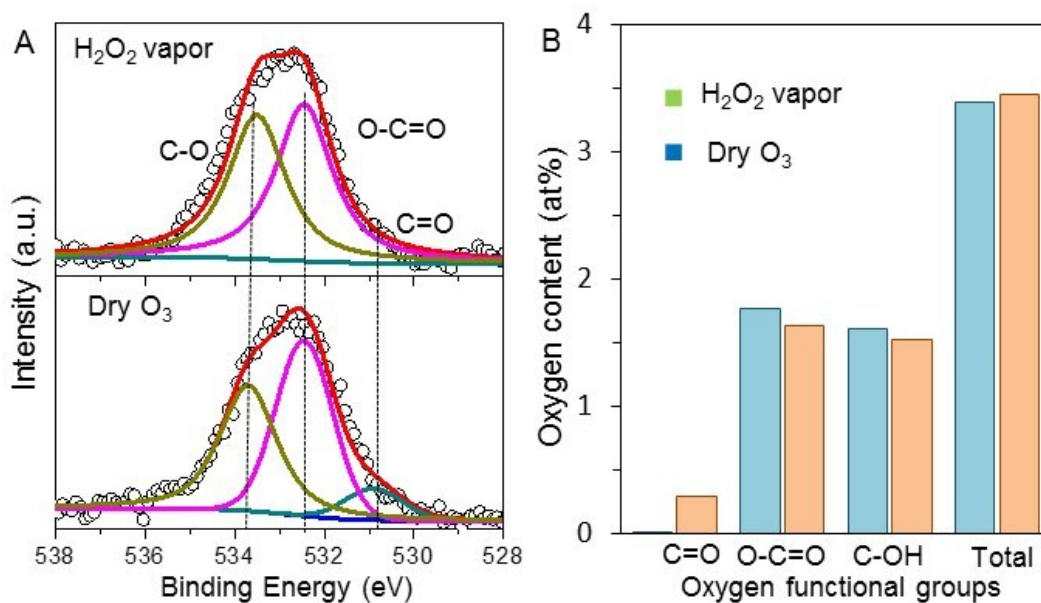 A
H₂O₂ vapor
C-O
O-C=O
C=O
Dry O₃
Intensity (a.u.)
538 536 534 532 530 528
Binding Energy (eV)
B
4
3
2
1
0
Oxygen content (at%)
H₂O₂ vapor
Dry O₃
C=O O-C=O C-OH Total
Oxygen functional groups